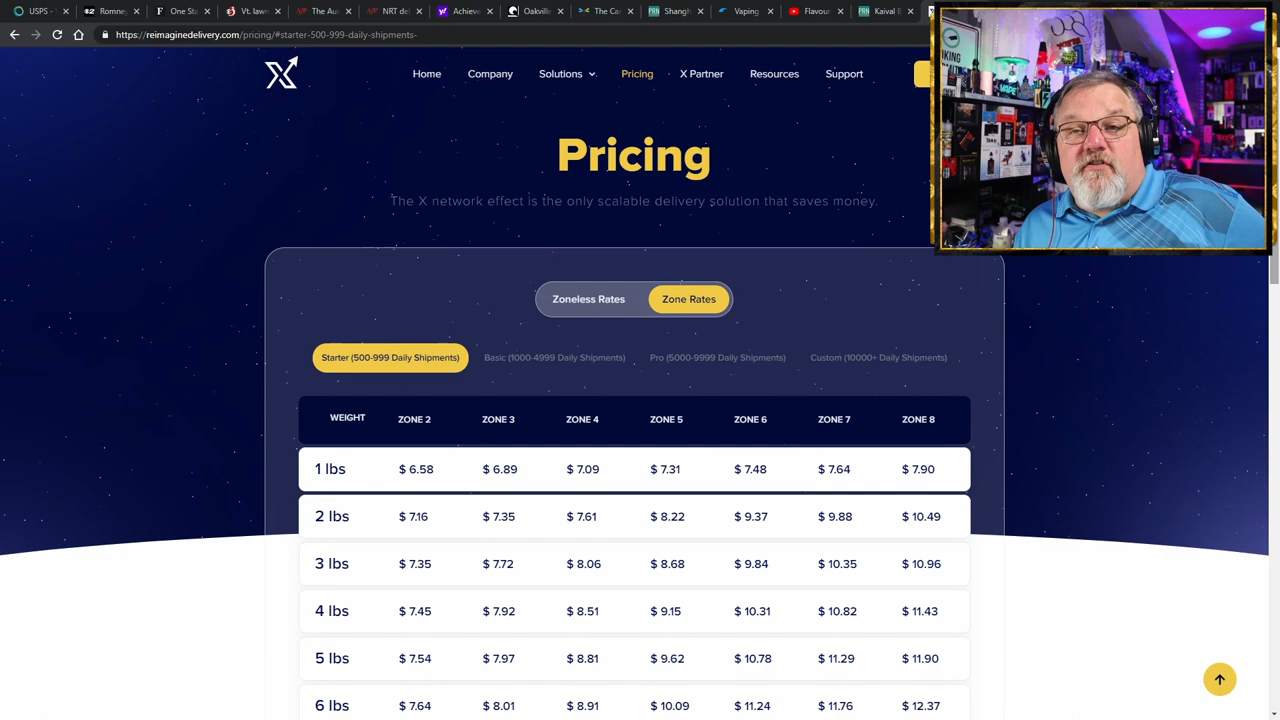 USPS -
Romney
One Sto
Vt. law
The Au
NRT de
Achiev
Oakvill
The Ca
PRN Shangh
Vapes
Flavour
PRN Kaival I
https://reimaginedelivery.com/pricing/#starter-500-999-daily-shipments-
X
Home Company Solutions Pricing X Partner Resources Support
Pricing
The X network effect is the only scalable delivery solution that saves money.
Zoneless Rates Zone Rates
Starter (500-999 Daily Shipments) Basic (1000-4999 Daily Shipments) Pro (5000-9999 Daily Shipments) Custom (10000+ Daily Shipments)
WEIGHT ZONE 2 ZONE 3 ZONE 4 ZONE 5 ZONE 6 ZONE 7 ZONE 8
1 lbs $ 6.58 $ 6.89 $ 7.09 $ 7.31 $ 7.48 $ 7.64 $ 7.90
2 lbs $ 7.16 $ 7.35 $ 7.61 $ 8.22 $ 9.37 $ 9.88 $ 10.49
3 lbs $ 7.35 $ 7.72 $ 8.06 $ 8.68 $ 9.84 $ 10.35 $ 10.96
4 lbs $ 7.45 $ 7.92 $ 8.51 $ 9.15 $ 10.31 $ 10.82 $ 11.43
5 lbs $ 7.54 $ 7.97 $ 8.81 $ 9.62 $ 10.78 $ 11.29 $ 11.90
6 lbs $ 7.64 $ 8.01 $ 8.91 $ 10.09 $ 11.24 $ 11.76 $ 12.37